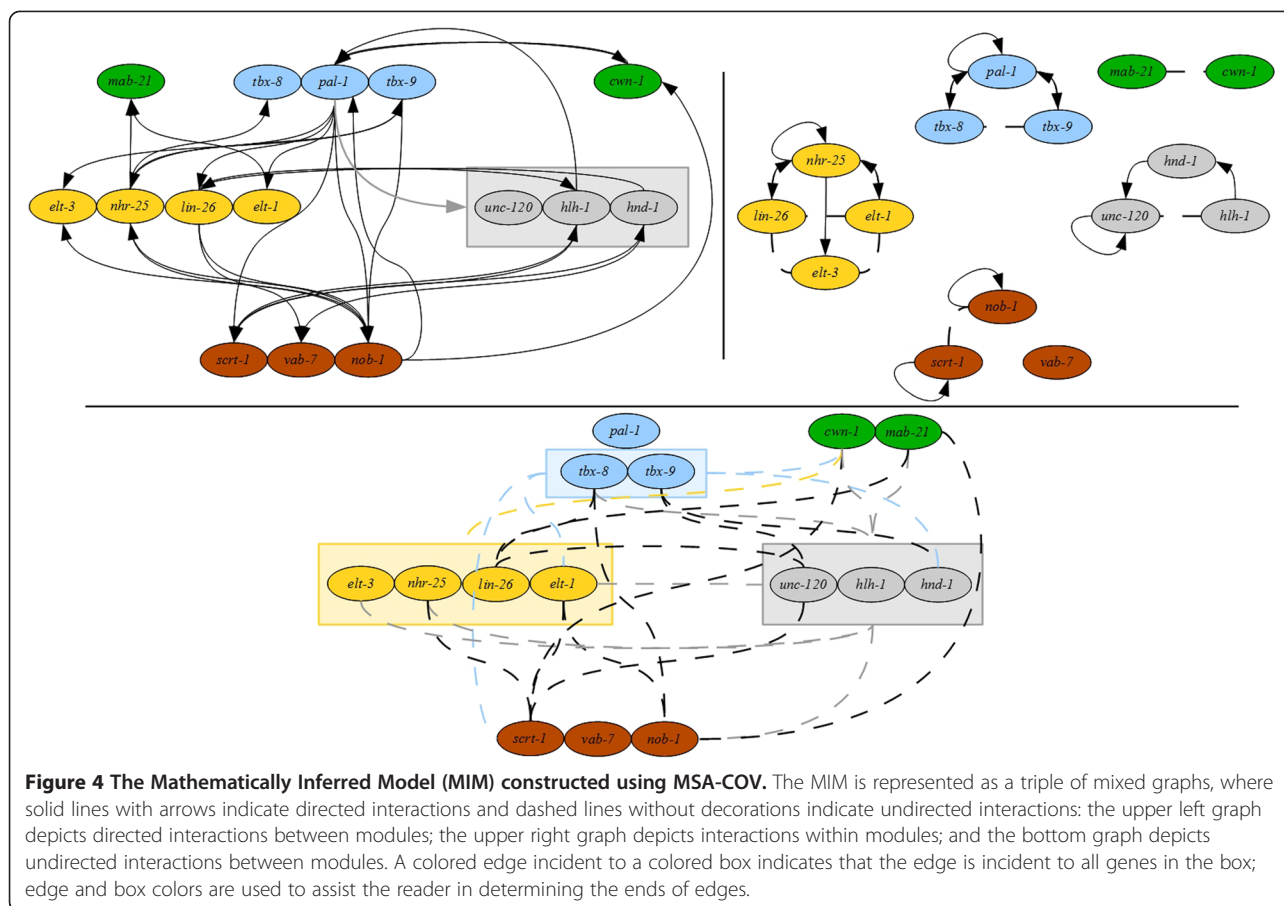 mab-21
tbx-8
pal-1
tbx-9
cwn-1
elt-3
nhr-25
lin-26
elt-1
unc-120
hlh-1
hnd-1
scrt-1
vab-7
nob-1
pal-1
mab-21
cwn-1
tbx-8
tbx-9
nhr-25
hnd-1
lin-26
elt-1
unc-120
hlh-1
elt-3
nob-1
scrt-1
vab-7
pal-1
cwn-1
mab-21
tbx-8
tbx-9
elt-3
nhr-25
lin-26
elt-1
unc-120
hlh-1
hnd-1
scrt-1
vab-7
nob-1
Figure 4 The Mathematically Inferred Model (MIM) constructed using MSA-COV. The MIM is represented as a triple of mixed graphs, where
solid lines with arrows indicate directed interactions and dashed lines without decorations indicate undirected interactions: the upper left graph
depicts directed interactions between modules; the upper right graph depicts interactions within modules; and the bottom graph depicts
undirected interactions between modules. A colored edge incident to a colored box indicates that the edge is incident to all genes in the box;
edge and box colors are used to assist the reader in determining the ends of edges.